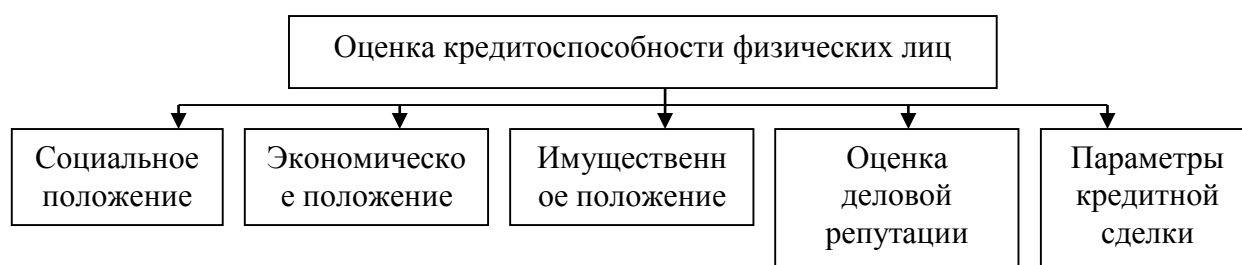 Оценка кредитоспособности физических лиц
Социальное
положение
Экономическо
е положение
Имущественн
ое положение
Оценка
деловой
репутации
Параметры
кредитной
сделки